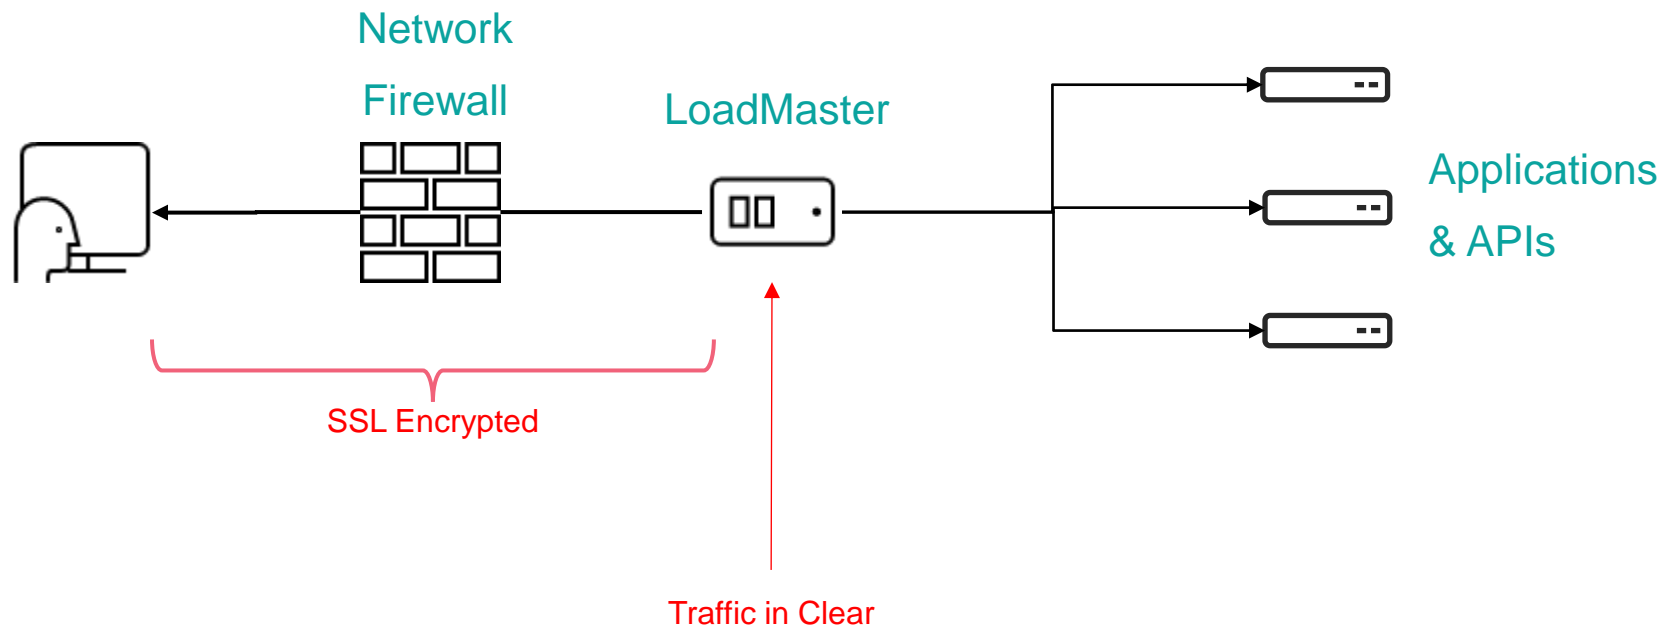 Network
Firewall
LoadMaster
Applications
& APIs
SSL Encrypted
Traffic in Clear